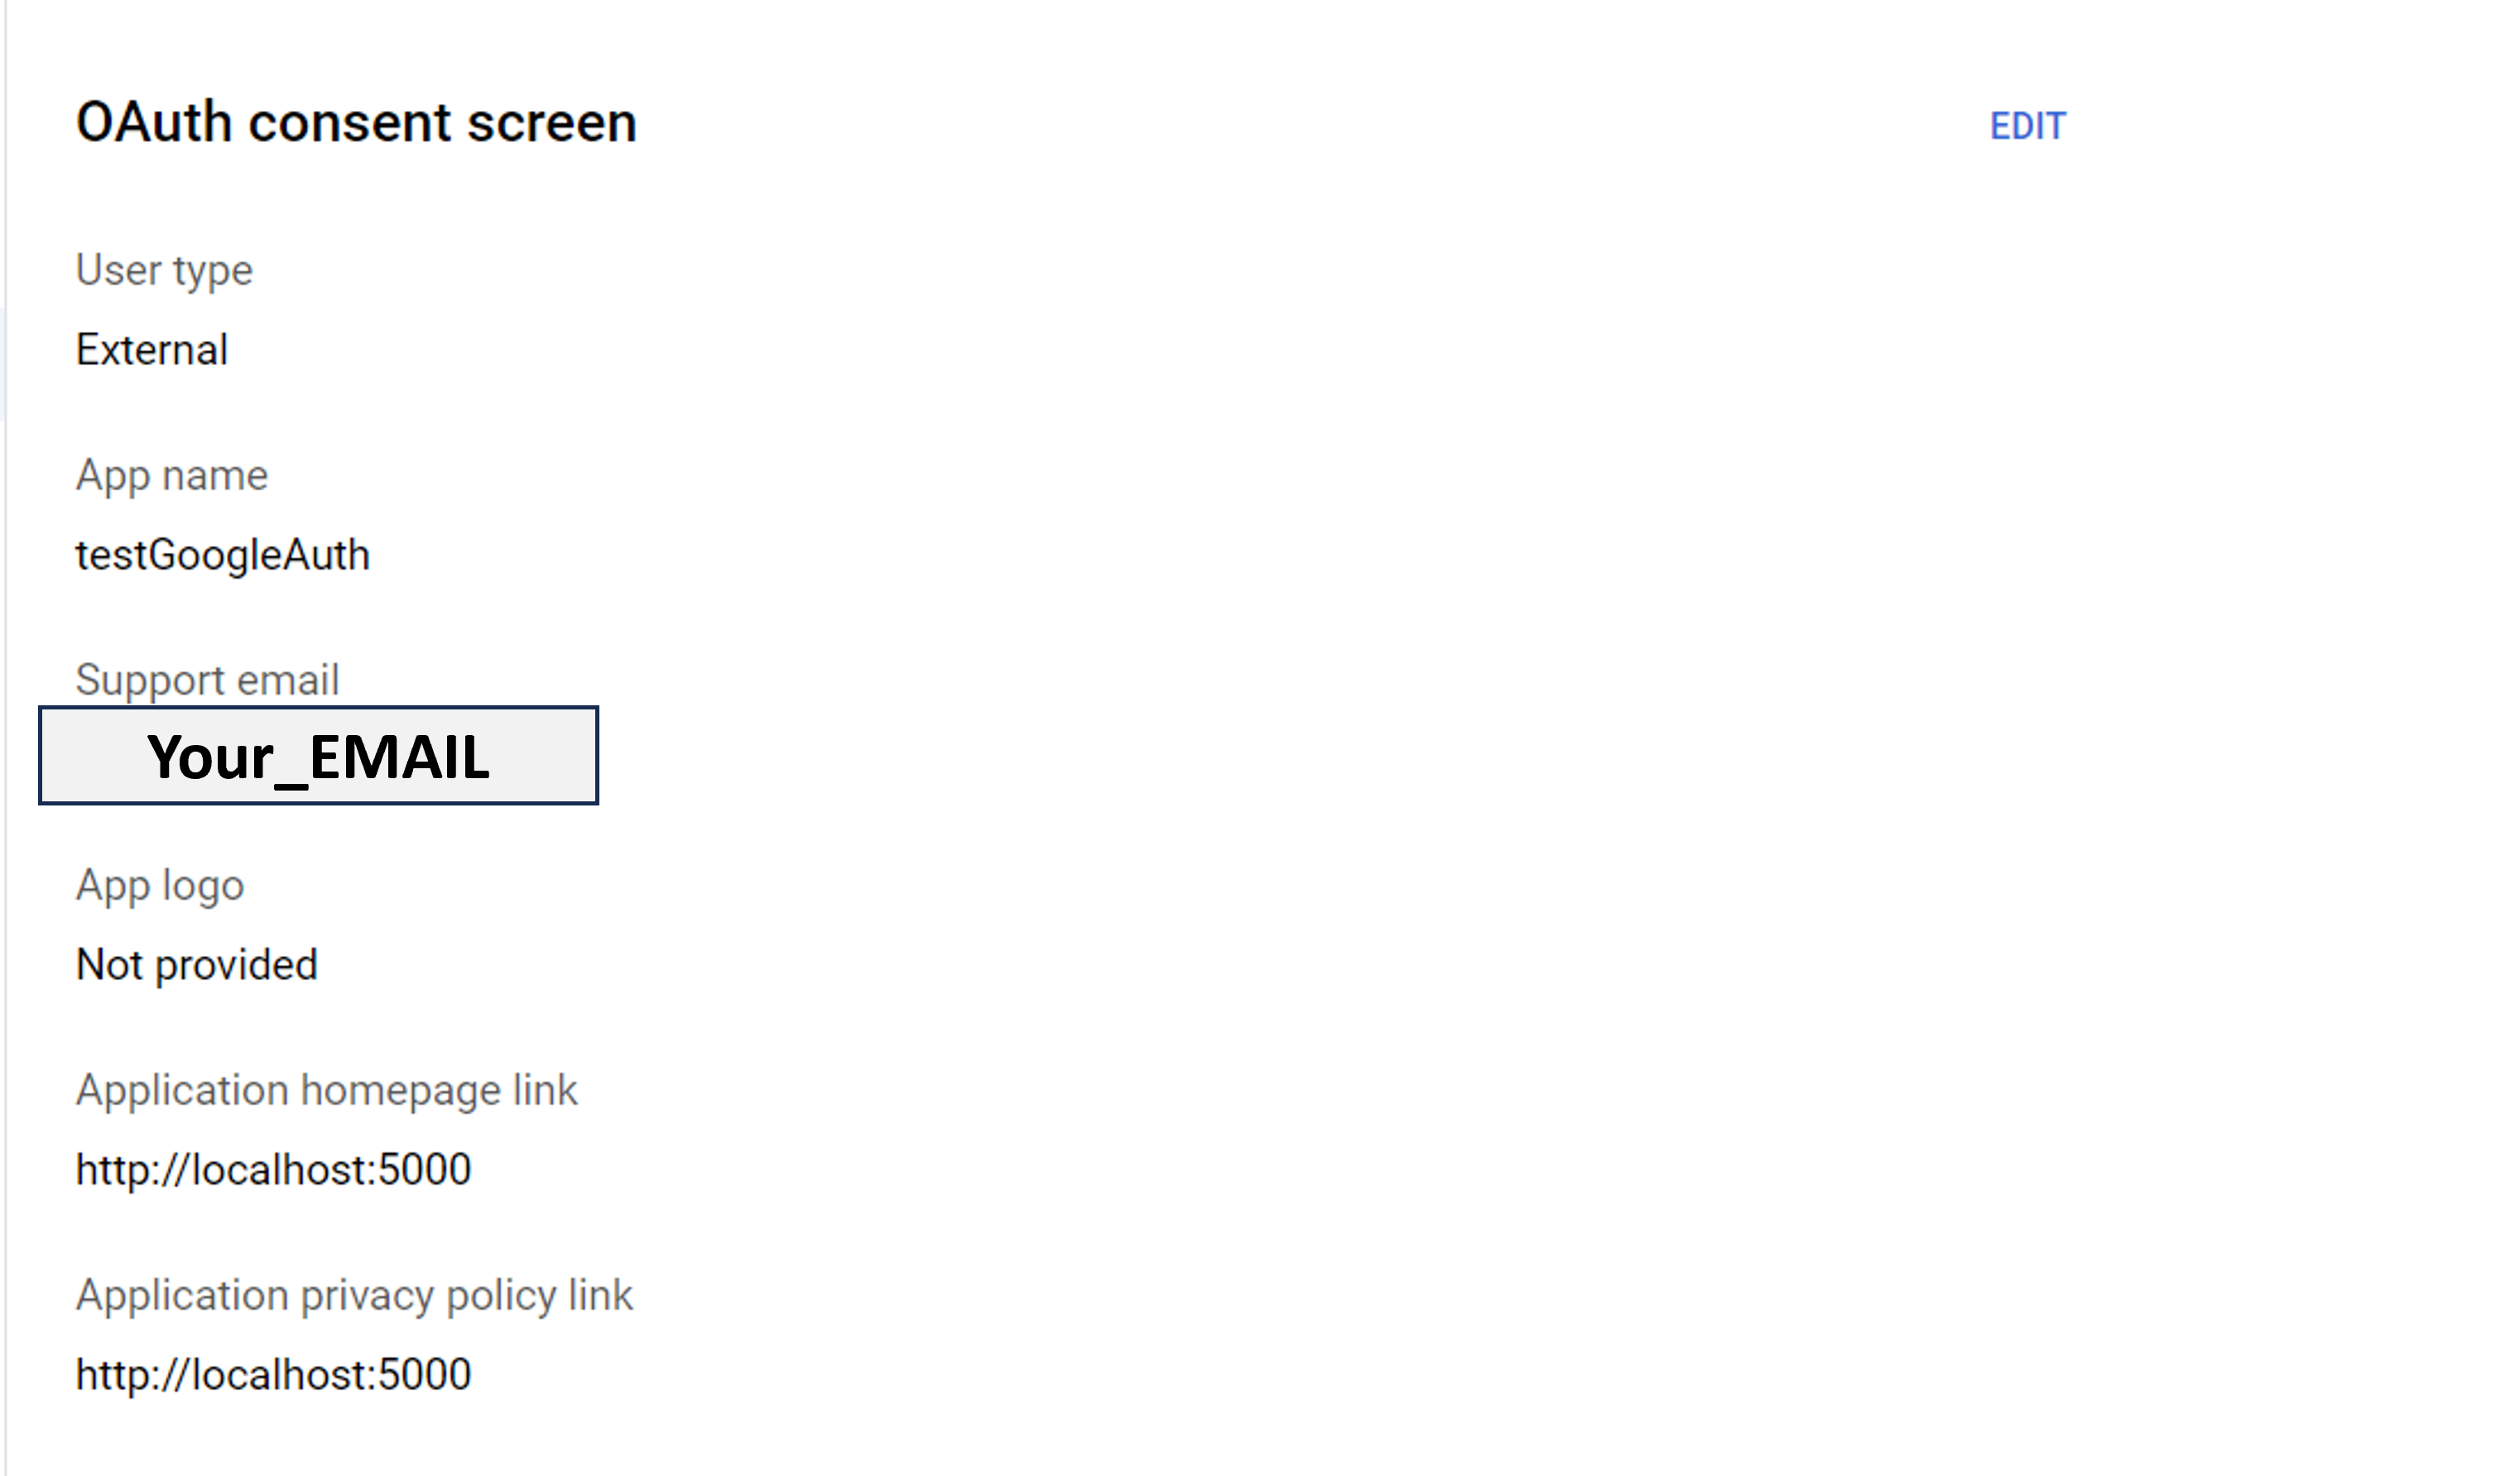 OAuth consent screen
EDIT
User type
External
App name
testGoogleAuth
Support email
Your_EMAIL
App logo
Not provided
Application homepage link
http://localhost:5000
Application privacy policy link
http://localhost:5000